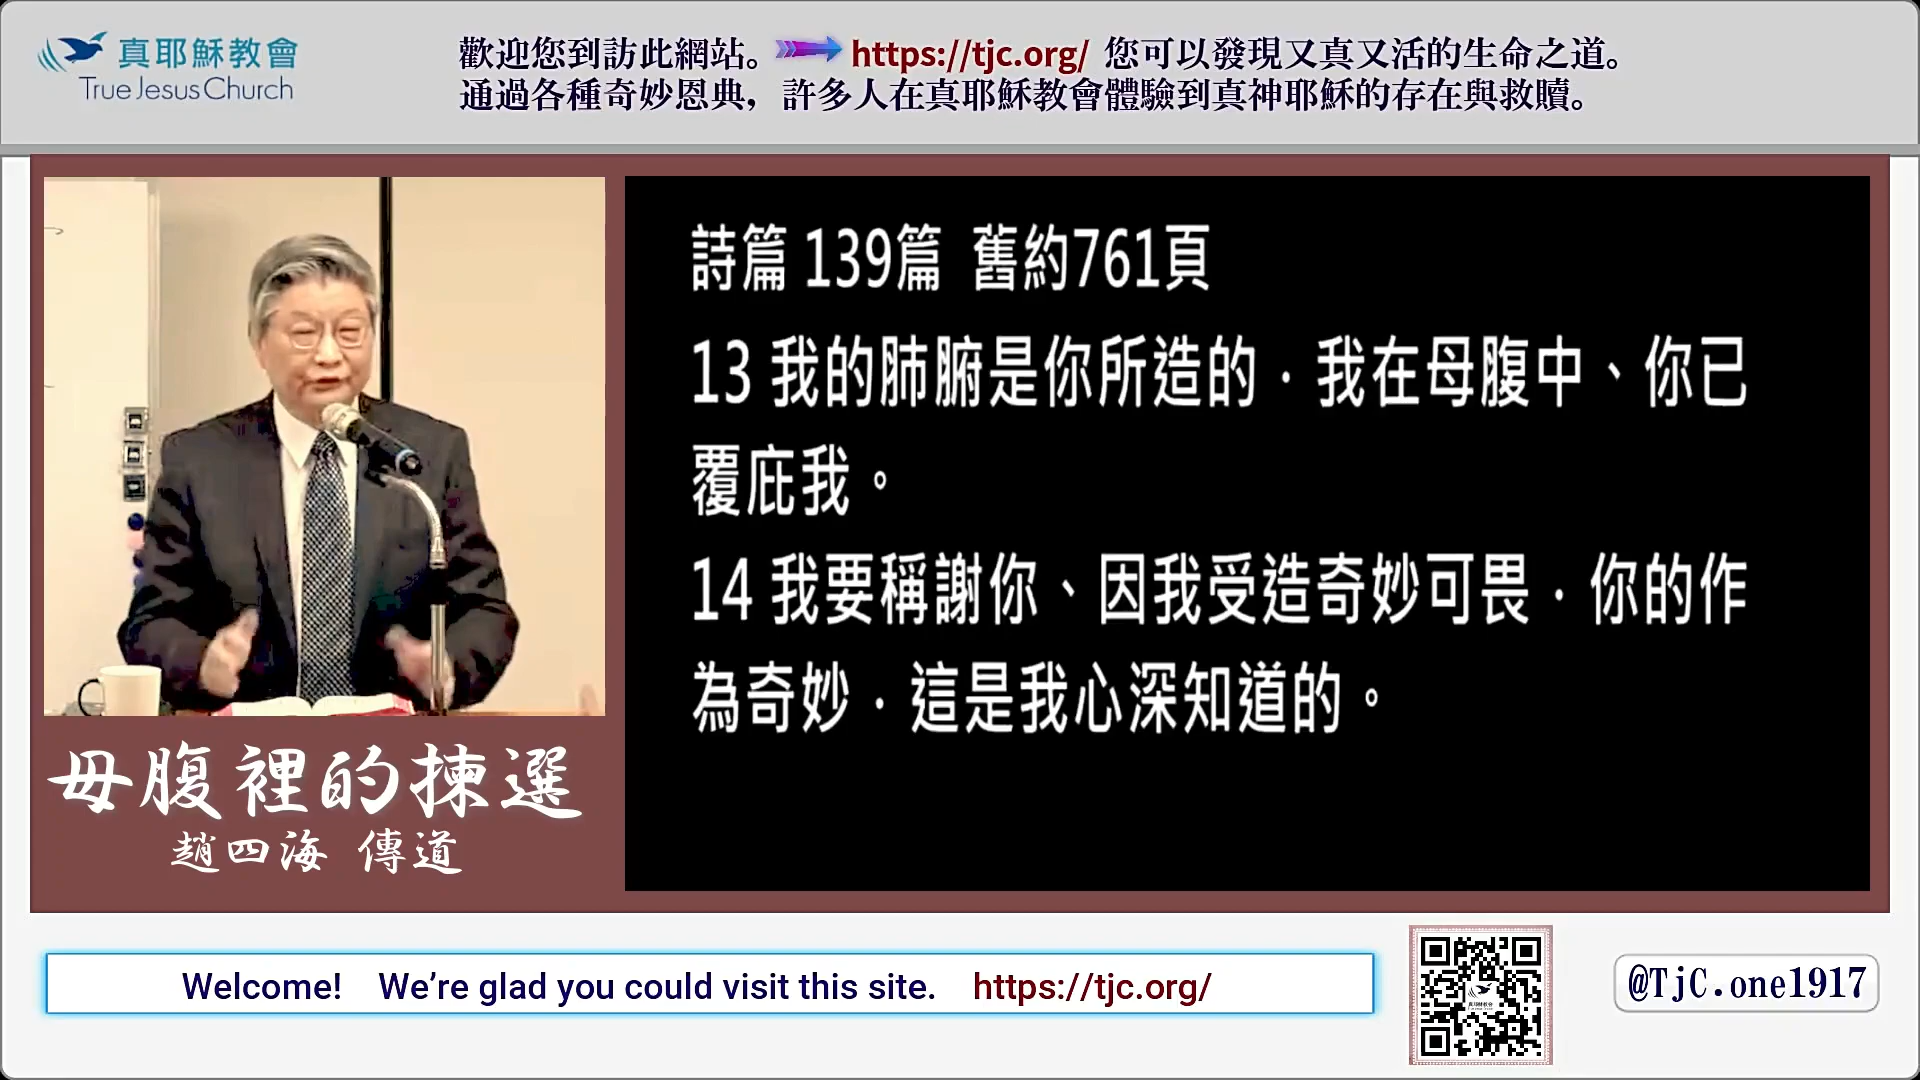 真耶穌教會
True Jesus Church
歡迎您到訪此網站。 https://tjc.org/ 您可以發現又真又活的生命之道。
通過各種奇妙恩典，許多人在真耶穌教會體驗到真神耶穌的存在與救贖。
詩篇 139篇 舊約761頁
13 我的肺腑是你所造的．我在母腹中、你已
覆庇我。
14 我要稱謝你、因我受造奇妙可畏．你的作
為奇妙．這是我心深知道的。
母腹裡的揀選
趙四海 傳道
Welcome! We’re glad you could visit this site. https://tjc.org/
@TjC.one1917